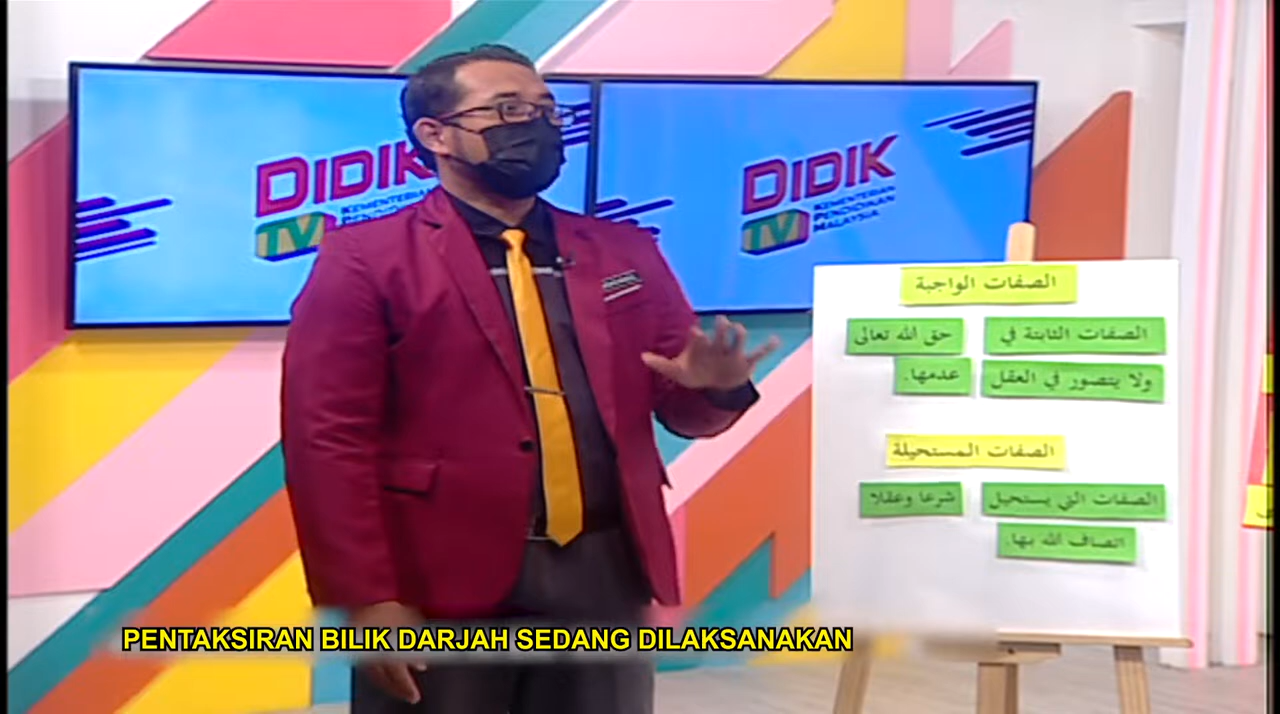 DIDIK
TV
DIDIK
TV KEMENTERIAN
PENDIDIKAN
MALAYSIA
الصفات الواجبة
الصفات الثابتة في حق الله تعالى
ولا يتصور في العقل عدمها.
الصفات المستحيلة
الصفات التي يستحيل شرعا وعقلا
اتصاف الله بها.
PENTAKSIRAN BILIK DARJAH SEDANG DILAKSANAKAN